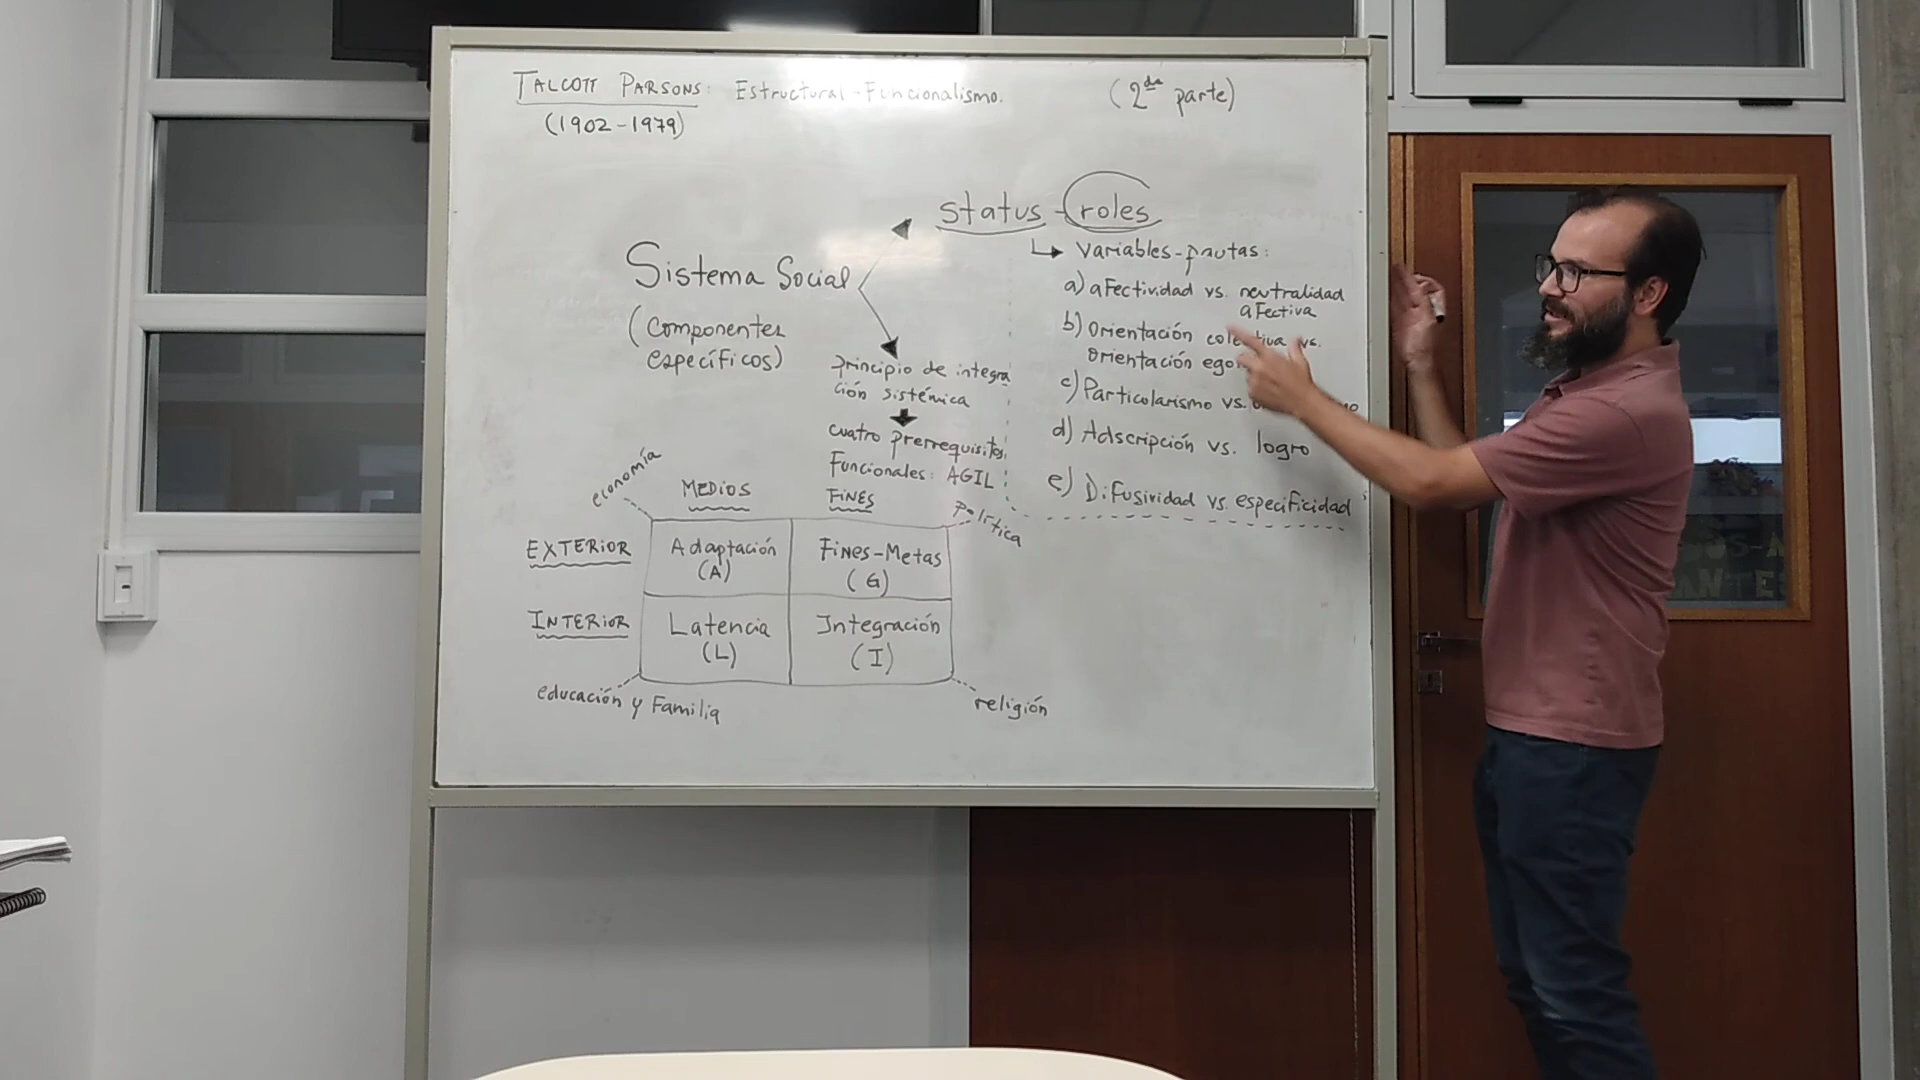 TALCOTT PARSONS: Estructural-Funcionalismo.
(2da parte)
(1902-1979)
status - roles
Variables-pautas:
Sistema Social
(Componentes
específicos)
a) aFectividad vs. neutralidad
aFectiva
b) Orientación colectiva vs.
orientación
c) Particularismo vs.
d) Adscripción vs. logro
e) Difusividad vs. especificidad
principio de integra
ción sistémica
cuatro prerrequisitos
Funcionales: AGIL
MEDIOS
FINES
economía
Política
EXTERIOR
Adaptación
(A)
Fines-Metas
(G)
INTERIOR
Latencia
(L)
Integración
(I)
educación y Familia
religión